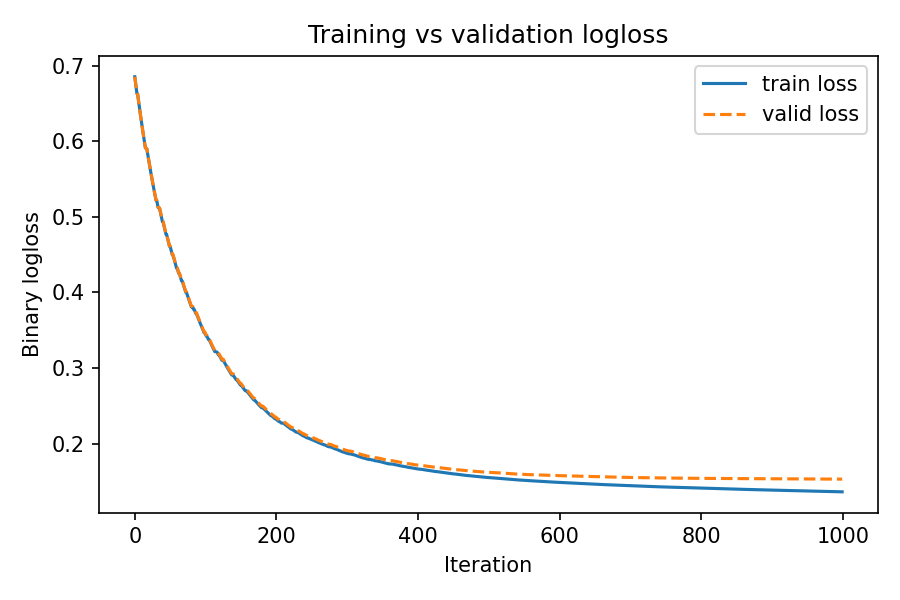 Training vs validation logloss
0.7
0.6
0.5
0.4
0.3
0.2
Binary logloss
train loss
valid loss
0
200
400
600
800
1000
Iteration